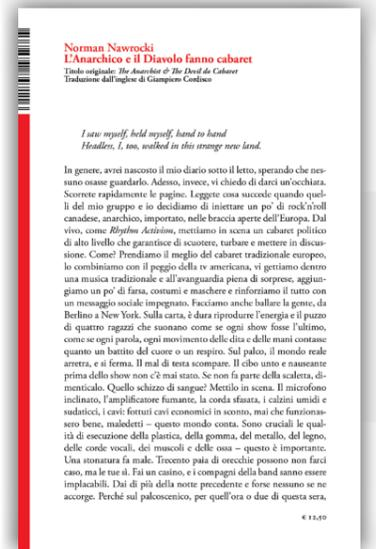 Norman Nawrocki
L'Anarchico e il Diavolo fanno cabaret
Titolo originale: The Anarchist & The Devil do Cabaret
Traduzione dall'inglese di Giampiero Cordisco
I saw myself, held myself, hand to hand
Headless, I, too, walked in this strange new land.
In genere, avrei nascosto il mio diario sotto il letto, sperando che nes-
suno osasse guardarlo. Adesso, invece, vi chiedo di darci un'occhiata.
Scorrete rapidamente le pagine. Leggete cosa succede quando quel-
li del mio gruppo e io decidiamo di iniettare un po' di rock'n'roll
canadese, anarchico, importato, nelle braccia aperte dell'Europa. Dal
vivo, come Rhythm Activism, mettiamo in scena un cabaret politico
di alto livello che garantisce di scuotere, turbare e mettere in discus-
sione. Come? Prendiamo il meglio del cabaret tradizionale europeo,
lo combiniamo con il peggio della tv americana, vi gettiamo dentro
una musica tradizionale e all'avanguardia piena di sorprese, aggiun-
giamo un po' di farsa, costumi e maschere e rinforziamo il tutto con
un messaggio sociale impegnato. Facciamo anche ballare la gente, da
Berlino a New York. Sulla carta, è dura riprodurre l'energia e il puzzo
di quattro ragazzi che suonano come se ogni show fosse l'ultimo,
come se ogni parola, ogni movimento delle dita e delle mani contasse
quanto un battito del cuore o un respiro. Sul palco, il mondo reale
arretra, e si ferma. Il mal di testa scompare. Il cibo unto e nauseante
prima dello show non c'è mai stato. Se non fa parte della scaletta, di-
menticalo. Quello schizzo di sangue? Mettilo in scena. Il microfono
inclinato, l'amplificatore fumante, la corda sfasata, i calzini umidi e
sudaticci, i cavi: fottuti cavi economici in sconto, mai che funzionas-
sero bene, maledetti – questo mondo conta. Sono cruciali le qual-
ità di esecuzione della plastica, della gomma, del metallo, del legno,
delle corde vocali, dei muscoli e delle ossa – questo è importante.
Una stonatura fa male. Trecento paia di orecchie possono non farci
caso, ma le tue sì. Fai un casino, e i compagni della band sanno essere
implacabili. Dai di più della notte precedente e forse nessuno se ne
accorge. Perché sul palcoscenico, per quell'ora o due di questa sera,
€ 12,50